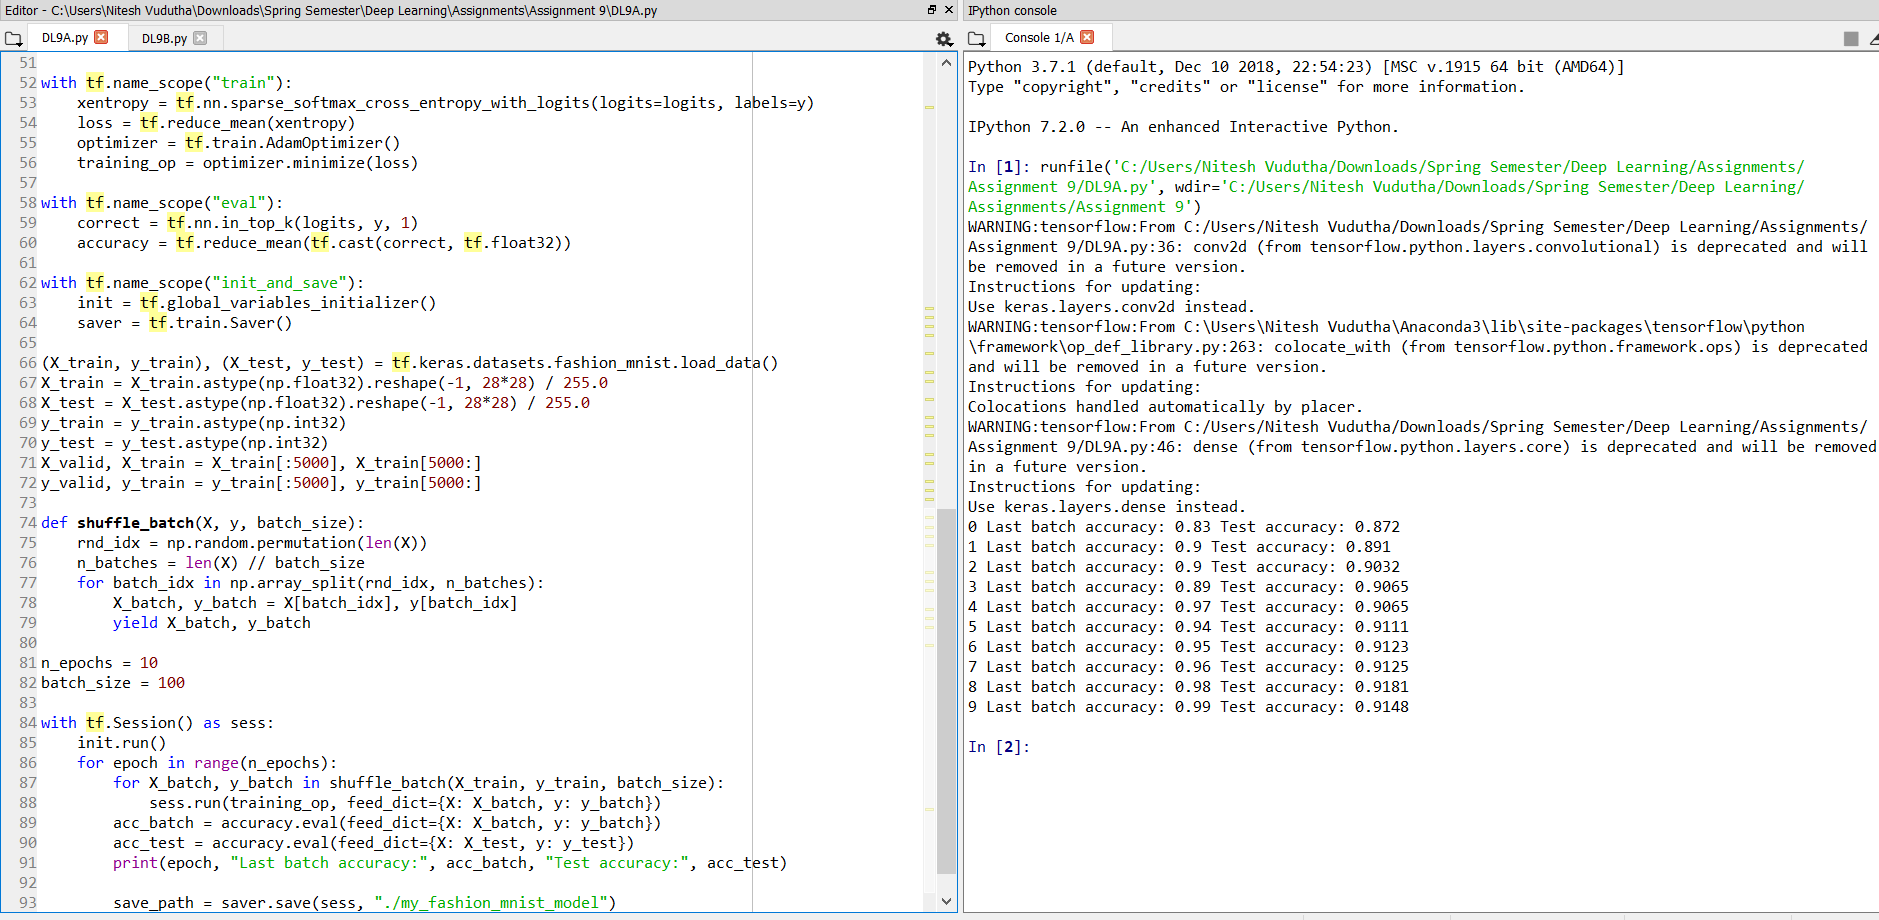 Editor - C:\Users\Nitesh Vudutha\Downloads\Spring Semester\Deep Learning\Assignments\Assignment 9\DL9A.py
DL9A.py
DL9B.py
51
52 with tf.name_scope("train"):
53     xentropy = tf.nn.sparse_softmax_cross_entropy_with_logits(logits=logits, labels=y)
54     loss = tf.reduce_mean(xentropy)
55     optimizer = tf.train.AdamOptimizer()
56     training_op = optimizer.minimize(loss)
57
58 with tf.name_scope("eval"):
59     correct = tf.nn.in_top_k(logits, y, 1)
60     accuracy = tf.reduce_mean(tf.cast(correct, tf.float32))
61
62 with tf.name_scope("init_and_save"):
63     init = tf.global_variables_initializer()
64     saver = tf.train.Saver()
65
66 (X_train, y_train), (X_test, y_test) = tf.keras.datasets.fashion_mnist.load_data()
67 X_train = X_train.astype(np.float32).reshape(-1, 28*28) / 255.0
68 X_test = X_test.astype(np.float32).reshape(-1, 28*28) / 255.0
69 y_train = y_train.astype(np.int32)
70 y_test = y_test.astype(np.int32)
71 X_valid, X_train = X_train[:5000], X_train[5000:]
72 y_valid, y_train = y_train[:5000], y_train[5000:]
73
74 def shuffle_batch(X, y, batch_size):
75     rnd_idx = np.random.permutation(len(X))
76     n_batches = len(X) // batch_size
77     for batch_idx in np.array_split(rnd_idx, n_batches):
78         X_batch, y_batch = X[batch_idx], y[batch_idx]
79         yield X_batch, y_batch
80
81 n_epochs = 10
82 batch_size = 100
83
84 with tf.Session() as sess:
85     init.run()
86     for epoch in range(n_epochs):
87         for X_batch, y_batch in shuffle_batch(X_train, y_train, batch_size):
88             sess.run(training_op, feed_dict={X: X_batch, y: y_batch})
89         acc_batch = accuracy.eval(feed_dict={X: X_batch, y: y_batch})
90         acc_test = accuracy.eval(feed_dict={X: X_test, y: y_test})
91         print(epoch, "Last batch accuracy:", acc_batch, "Test accuracy:", acc_test)
92
93         save_path = saver.save(sess, "./my_fashion_mnist_model")
IPython console
Console 1/A
Python 3.7.1 (default, Dec 10 2018, 22:54:23) [MSC v.1915 64 bit (AMD64)]
Type "copyright", "credits" or "license" for more information.
IPython 7.2.0 -- An enhanced Interactive Python.
In [1]: runfile('C:/Users/Nitesh Vudutha/Downloads/Spring Semester/Deep Learning/Assignments/
Assignment 9/DL9A.py', wdir='C:/Users/Nitesh Vudutha/Downloads/Spring Semester/Deep Learning/
Assignments/Assignment 9')
WARNING:tensorflow:From C:/Users/Nitesh Vudutha/Downloads/Spring Semester/Deep Learning/Assignments/
Assignment 9/DL9A.py:36: conv2d (from tensorflow.python.layers.convolutional) is deprecated and will
be removed in a future version.
Instructions for updating:
Use keras.layers.conv2d instead.
WARNING:tensorflow:From C:\Users\Nitesh Vudutha\Anaconda3\lib\site-packages\tensorflow\python
\framework\op_def_library.py:263: colocate_with (from tensorflow.python.framework.ops) is deprecated
and will be removed in a future version.
Instructions for updating:
Colocations handled automatically by placer.
WARNING:tensorflow:From C:/Users/Nitesh Vudutha/Downloads/Spring Semester/Deep Learning/Assignments/
Assignment 9/DL9A.py:46: dense (from tensorflow.python.layers.core) is deprecated and will be removed
in a future version.
Instructions for updating:
Use keras.layers.dense instead.
0 Last batch accuracy: 0.83 Test accuracy: 0.872
1 Last batch accuracy: 0.9 Test accuracy: 0.891
2 Last batch accuracy: 0.9 Test accuracy: 0.9032
3 Last batch accuracy: 0.89 Test accuracy: 0.9065
4 Last batch accuracy: 0.97 Test accuracy: 0.9065
5 Last batch accuracy: 0.94 Test accuracy: 0.9111
6 Last batch accuracy: 0.95 Test accuracy: 0.9123
7 Last batch accuracy: 0.96 Test accuracy: 0.9125
8 Last batch accuracy: 0.98 Test accuracy: 0.9181
9 Last batch accuracy: 0.99 Test accuracy: 0.9148
In [2]: